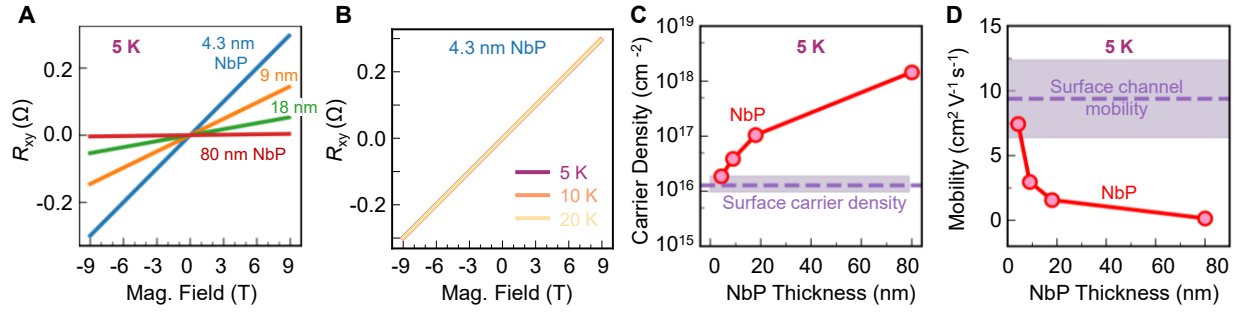 A
5 K
4.3 nm
NbP
9 nm
18 nm
80 nm NbP
Rxy (Ω)
0.2
0.0
-0.2
-9 -6 -3 0 3 6 9
Mag. Field (T)
B
4.3 nm NbP
5 K
10 K
20 K
Rxy (Ω)
0.2
0.0
-0.2
-9 -6 -3 0 3 6 9
Mag. Field (T)
C
5 K
NbP
Surface carrier density
Carrier Density (cm -2)
10^19
10^18
10^17
10^16
10^15
0 20 40 60 80
NbP Thickness (nm)
D
5 K
Surface channel
mobility
NbP
Mobility (cm² V⁻¹ s⁻¹)
15
10
5
0
0 20 40 60 80
NbP Thickness (nm)